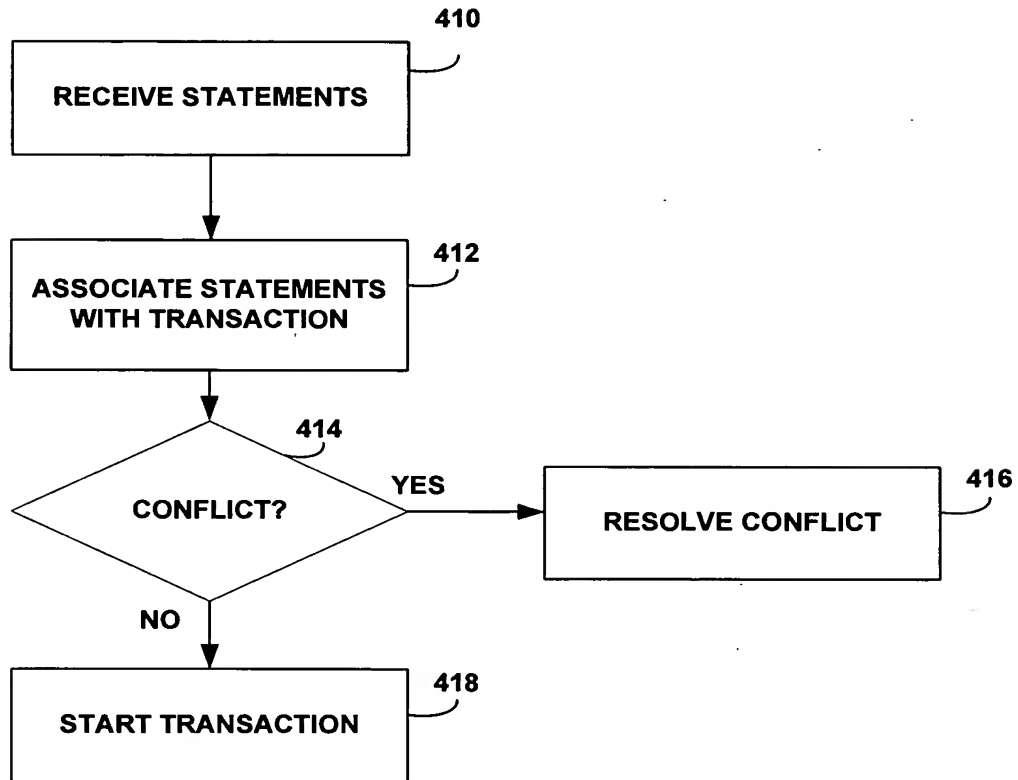 410
RECEIVE STATEMENTS
412
ASSOCIATE STATEMENTS
WITH TRANSACTION
414
CONFLICT?
YES
416
RESOLVE CONFLICT
NO
418
START TRANSACTION